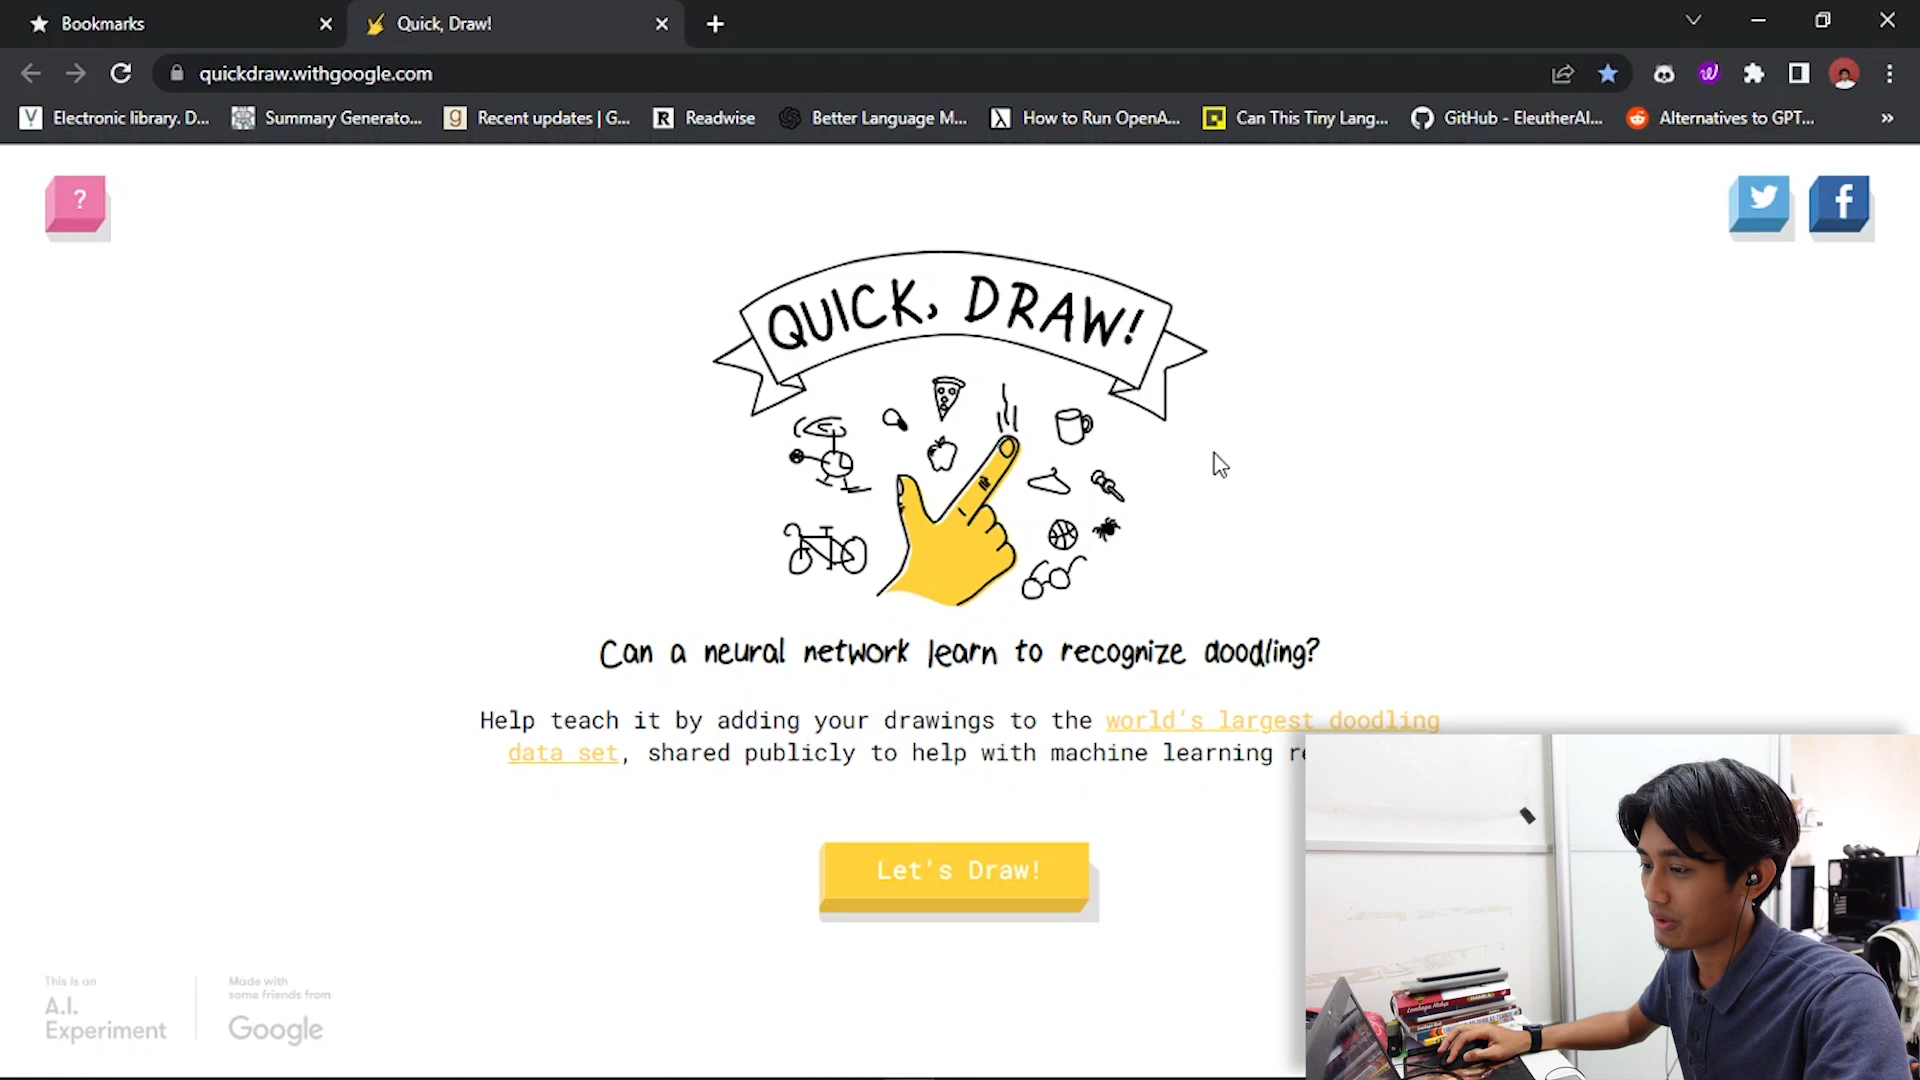 Bookmarks
Quick, Draw!
quickdraw.withgoogle.com
Electronic library. D...
Summary Generato...
Recent updates | G...
Readwise
Better Language M...
How to Run OpenA...
Can This Tiny Lang...
GitHub - EleutherAI...
Alternatives to GPT...
?
QUICK, DRAW!
Can a neural network learn to recognize doodling?
Help teach it by adding your drawings to the world's largest doodling
data set, shared publicly to help with machine learning
Let's Draw!
This is an
A.I.
Experiment
Made with
some friends from
Google